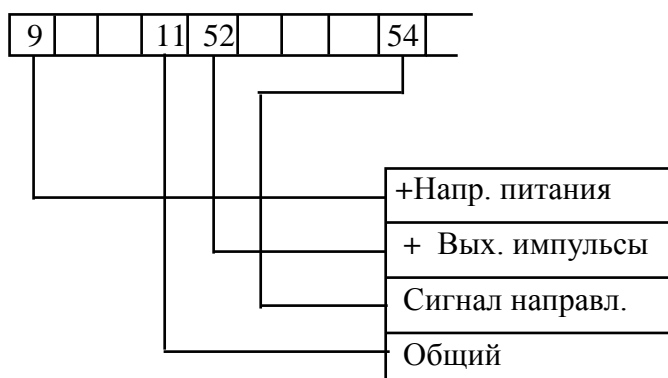 9 11 52 54
+Напр. питания
+ Вых. импульсы
Сигнал направл.
Общий